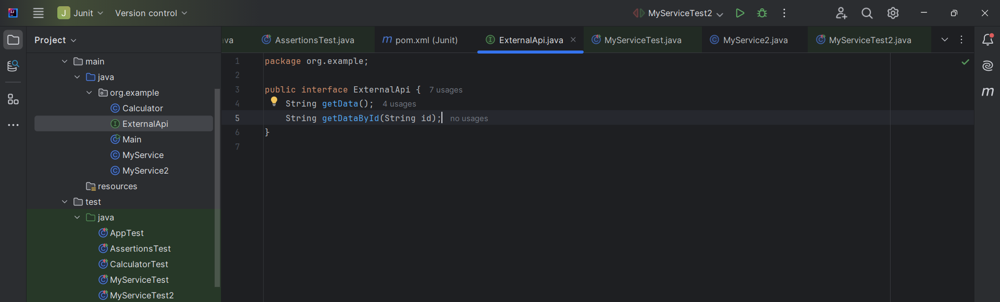 J Junit Version control MyServiceTest2
Project
ava AssertionsTest.java m pom.xml (Junit) ExternalApi.java MyServiceTest.java MyService2.java MyServiceTest2.java
main
java
org.example
Calculator
ExternalApi
Main
MyService
MyService2
resources
test
java
AppTest
AssertionsTest
CalculatorTest
MyServiceTest
MyServiceTest2
1 package org.example;
2
3 public interface ExternalApi { 7 usages
4 String getData(); 4 usages
5 String getDataById(String id); no usages
6 }
7
m